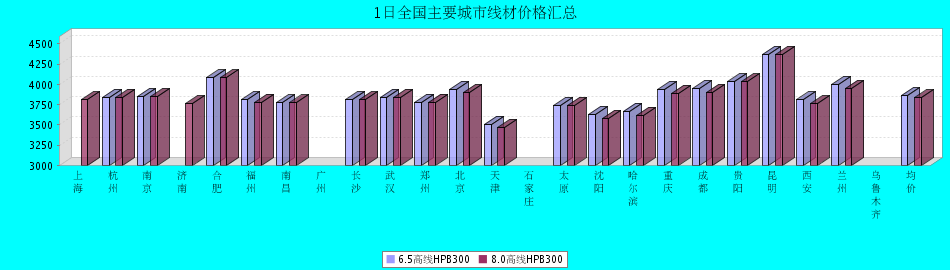 1日全国主要城市线材价格汇总
4500
4250
4000
3750
3500
3250
3000
上海
杭州
南京
济南
合肥
福州
南昌
广州
长沙
武汉
郑州
北京
天津
石家庄
太原
沈阳
哈尔滨
重庆
成都
贵阳
昆明
西安
兰州
乌鲁木齐
均价
6.5高线HPB300
8.0高线HPB300